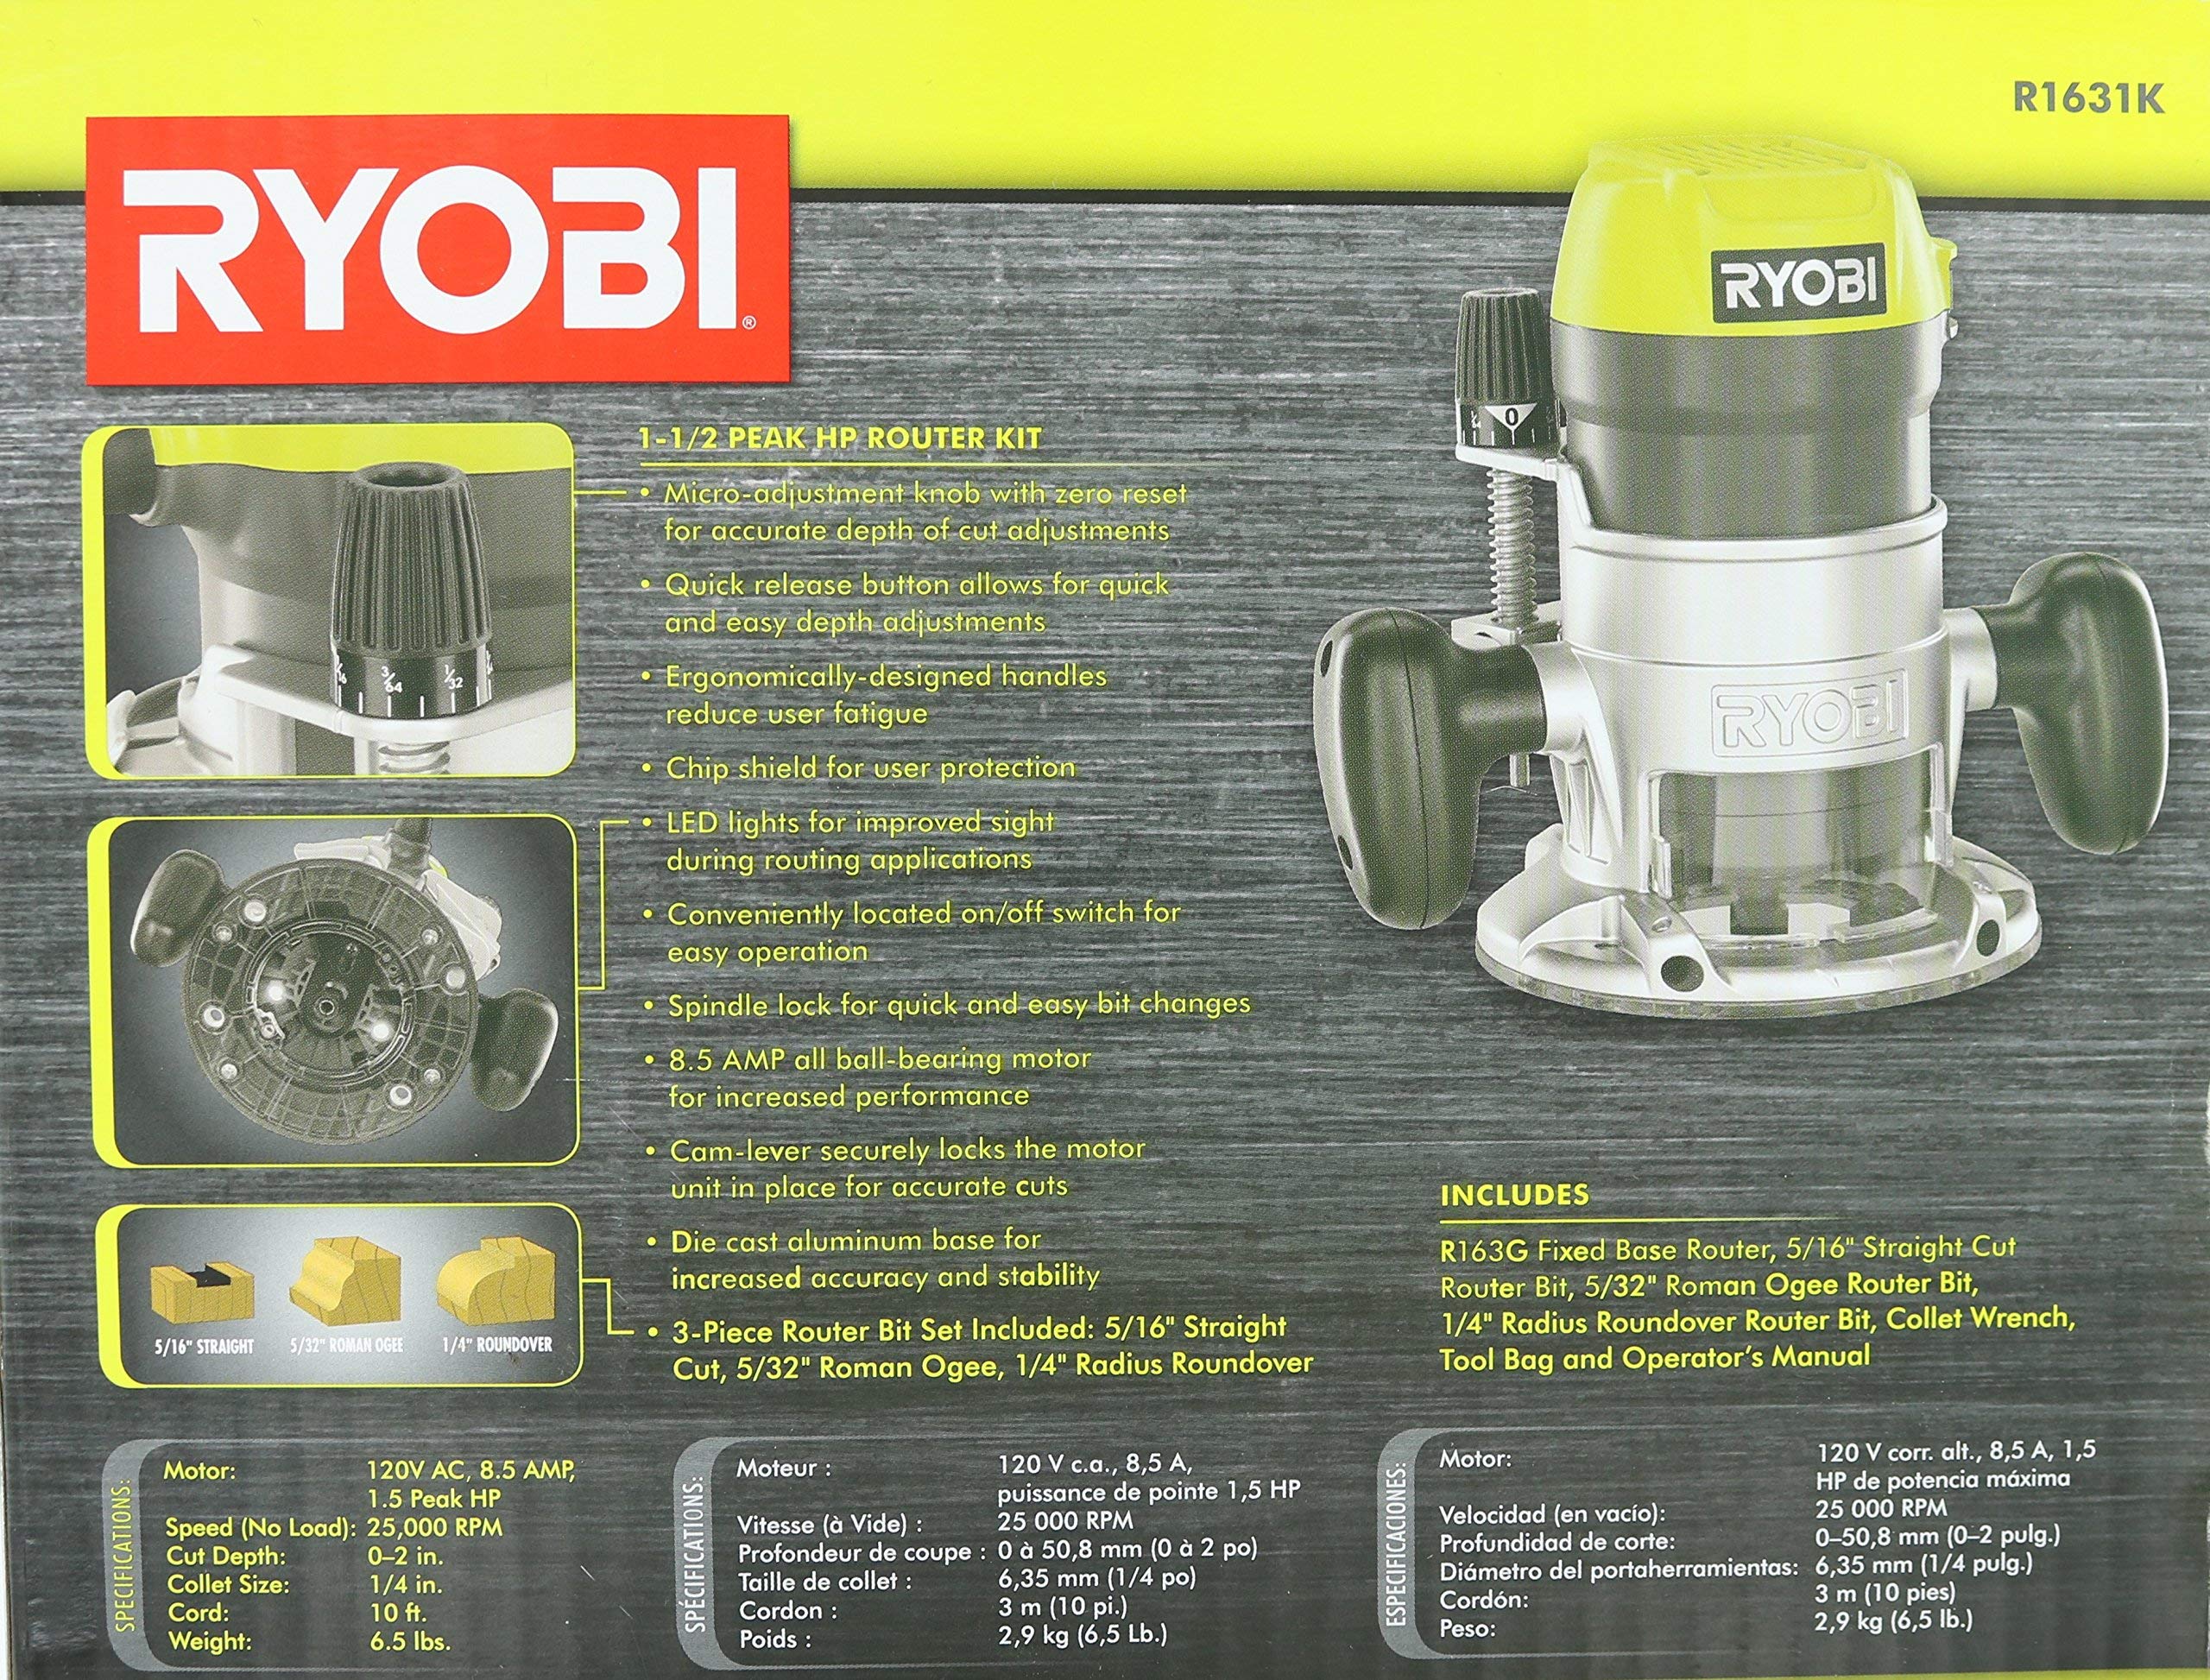 R1631K
RYOBI®
RYOBI
0
RYOBI
3/64
1/32
1-1/2 PEAK HP ROUTER KIT
• Micro-adjustment knob with zero reset
for accurate depth of cut adjustments
• Quick release button allows for quick
and easy depth adjustments
• Ergonomically-designed handles
reduce user fatigue
• Chip shield for user protection
• LED lights for improved sight
during routing applications
• Conveniently located on/off switch for
easy operation
• Spindle lock for quick and easy bit changes
• 8.5 AMP all ball-bearing motor
for increased performance
• Cam-lever securely locks the motor
unit in place for accurate cuts
• Die cast aluminum base for
increased accuracy and stability
• 3-Piece Router Bit Set Included: 5/16" Straight
Cut, 5/32" Roman Ogee, 1/4" Radius Roundover
5/16" STRAIGHT
5/32" ROMAN OGEE
1/4" ROUNDOVER
INCLUDES
R163G Fixed Base Router, 5/16" Straight Cut
Router Bit, 5/32" Roman Ogee Router Bit,
1/4" Radius Roundover Router Bit, Collet Wrench,
Tool Bag and Operator's Manual
SPECIFICATIONS:
Motor: 120V AC, 8.5 AMP,
1.5 Peak HP
Speed (No Load): 25,000 RPM
Cut Depth: 0–2 in.
Collet Size: 1/4 in.
Cord: 10 ft.
Weight: 6.5 lbs.
SPÉCIFICATIONS:
Moteur : 120 V c.a., 8,5 A,
puissance de pointe 1,5 HP
Vitesse (à Vide) : 25 000 RPM
Profondeur de coupe : 0 à 50,8 mm (0 à 2 po)
Taille de collet : 6,35 mm (1/4 po)
Cordon : 3 m (10 pi.)
Poids : 2,9 kg (6,5 Lb.)
ESPECIFICACIONES:
Motor: 120 V corr. alt., 8,5 A, 1,5
HP de potencia máxima
Velocidad (en vacío): 25 000 RPM
Profundidad de corte: 0–50,8 mm (0–2 pulg.)
Diámetro del portaherramientas: 6,35 mm (1/4 pulg.)
Cordón: 3 m (10 pies)
Peso: 2,9 kg (6,5 lb.)